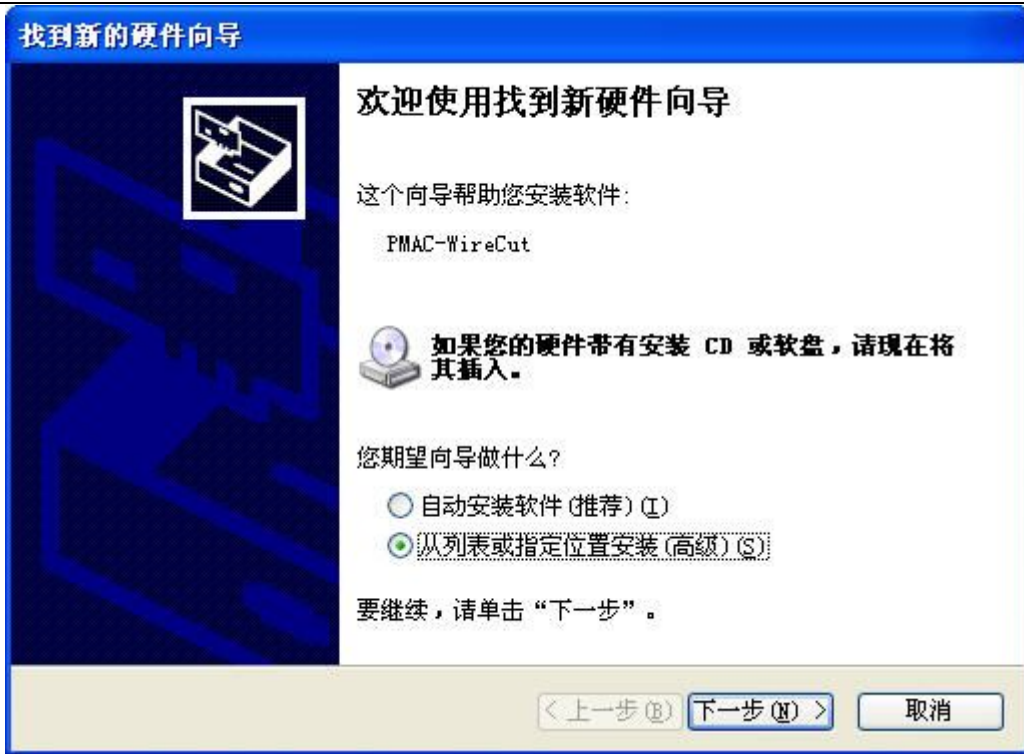 找到新的硬件向导
欢迎使用找到新硬件向导
这个向导帮助您安装软件:
PMAC-WireCut
如果您的硬件带有安装 CD 或软盘，请现在将
其插入。
您期望向导做什么?
自动安装软件(推荐)(I)
从列表或指定位置安装(高级)(S)
要继续，请单击“下一步”。
< 上一步(B)
下一步(N) >
取消